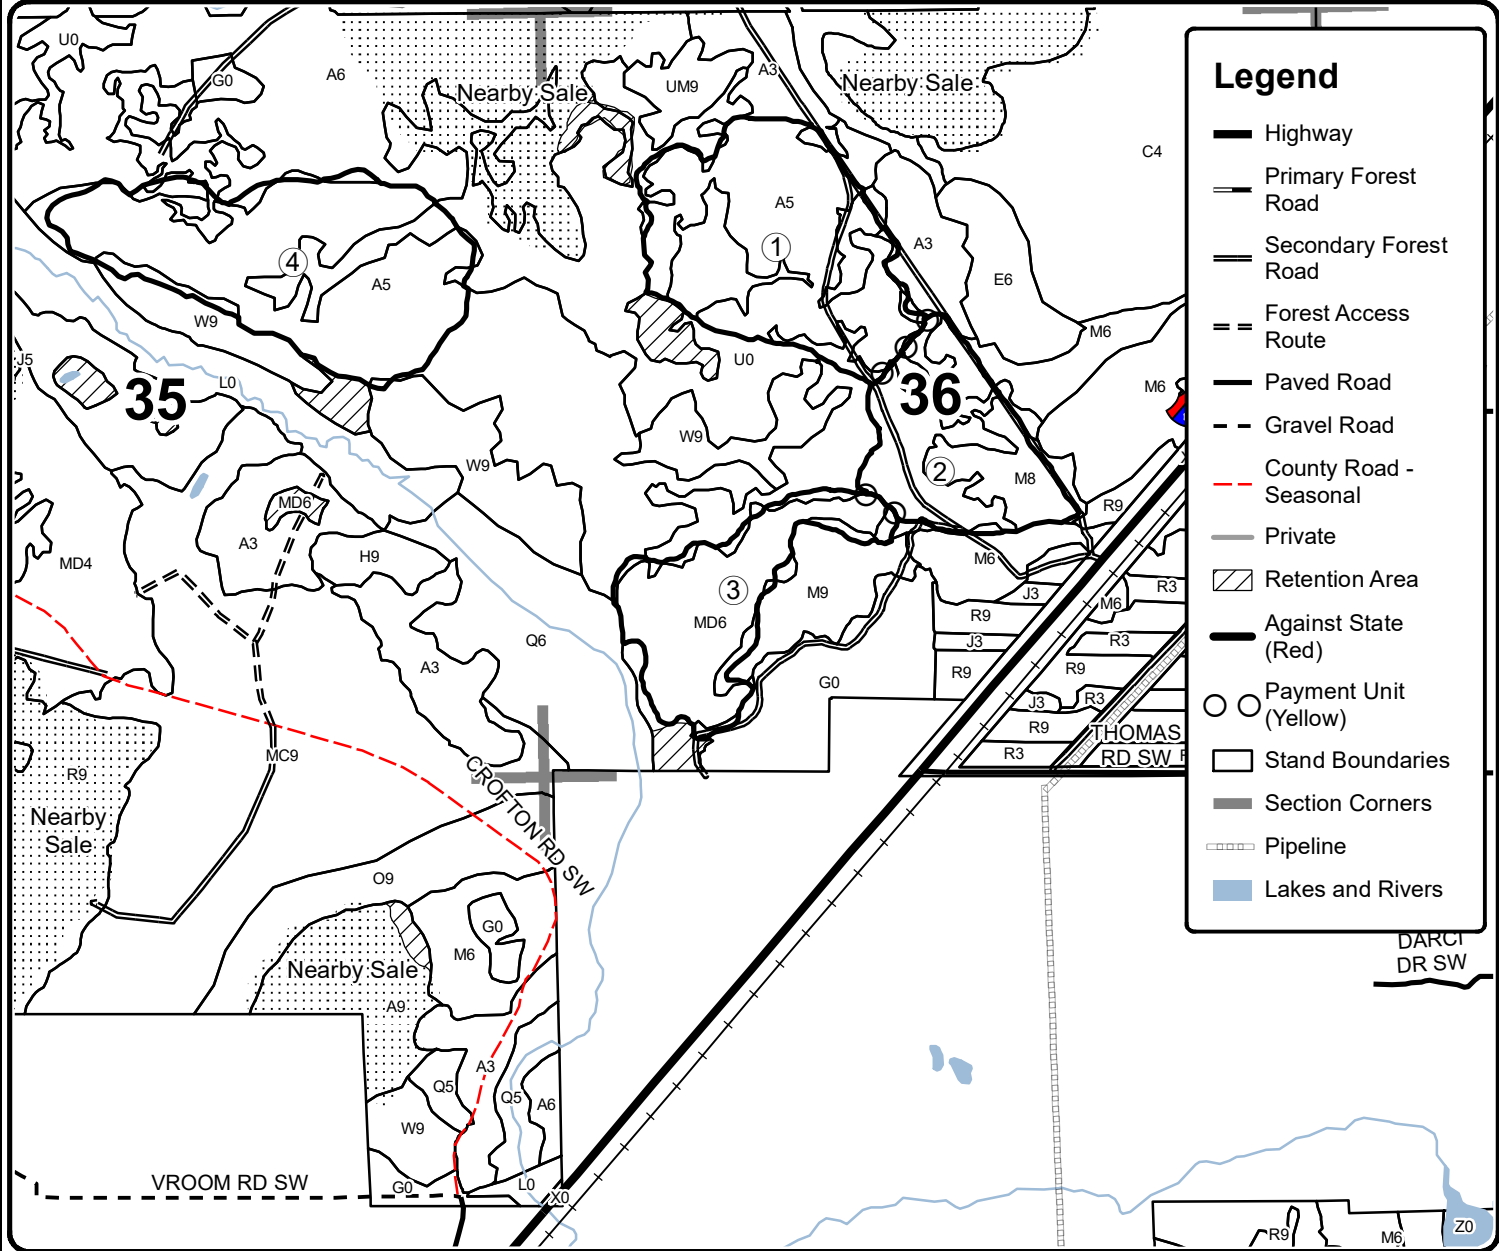 U0
G0
A6
Nearby Sale
UM9
A3
Nearby Sale
C4
A5
1
A3
E6
4
A5
W9
M6
J5
L0
35
U0
36
M6
W9
W9
2
M8
MD6
R9
A3
H9
MD4
M6
3
M9
J3
R3
M6
R9
MD6
Q6
J3
R3
A3
R9
R9
G0
J3
R3
R9
THOMAS
RD SW
R3
MC9
R9
CROFTON RD SW
Nearby
Sale
O9
G0
M6
Nearby Sale
A9
A3
Q5
Q5
A6
W9
VROOM RD SW
G0
L0
X0
DARCI
DR SW
R9
M6
Z0
Legend
Highway
Primary Forest
Road
Secondary Forest
Road
Forest Access
Route
Paved Road
Gravel Road
County Road -
Seasonal
Private
Retention Area
Against State
(Red)
Payment Unit
(Yellow)
Stand Boundaries
Section Corners
Pipeline
Lakes and Rivers